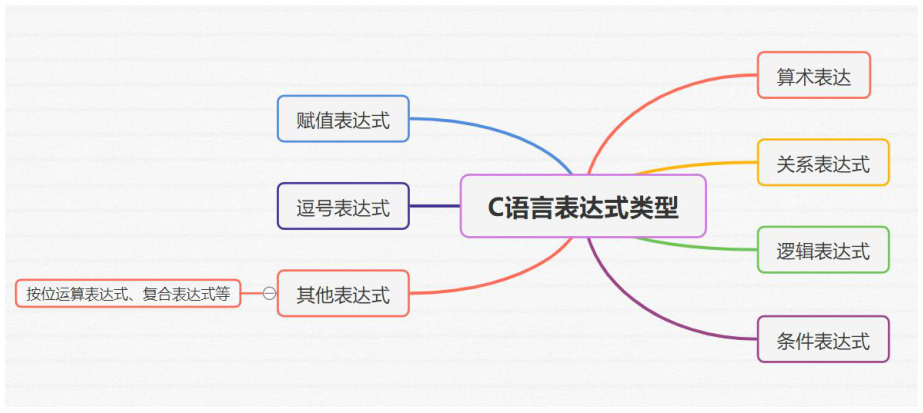 C语言表达式类型
算术表达
关系表达式
逻辑表达式
条件表达式
赋值表达式
逗号表达式
其他表达式
按位运算表达式、复合表达式等